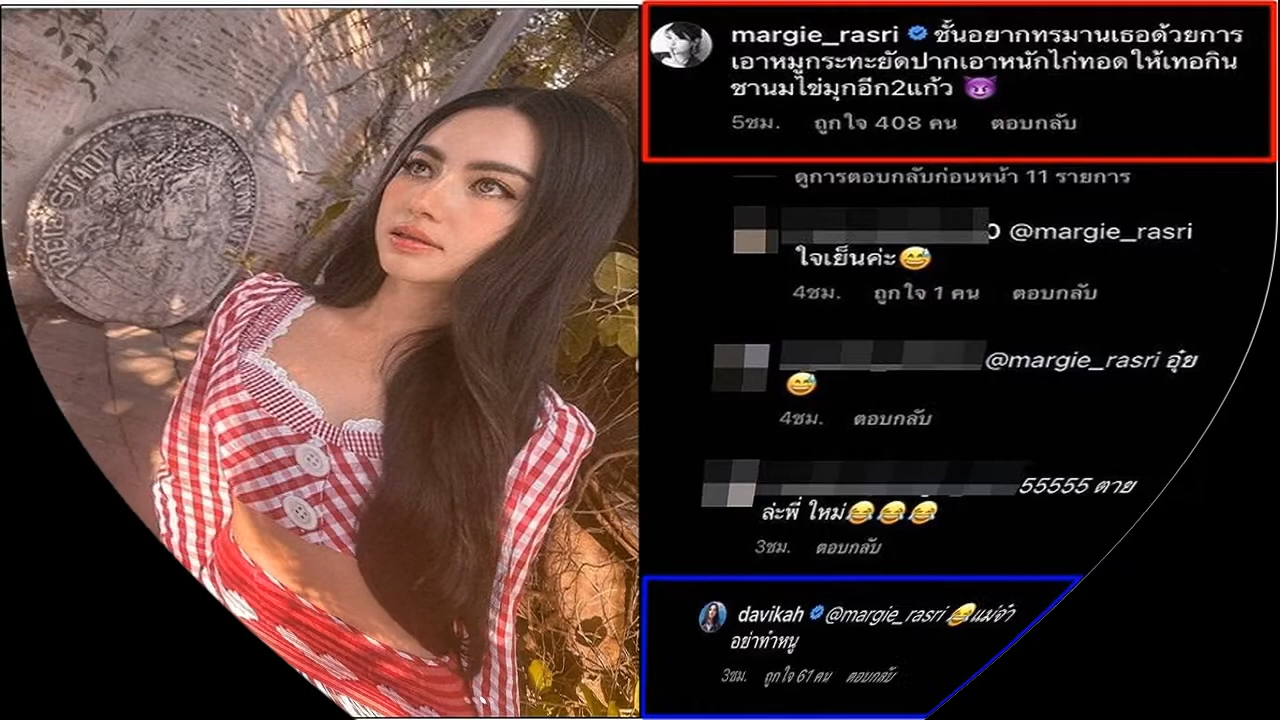 FREIE STADT
margie_rasri ชั้นอยากทรมานเธอด้วยการ
เอาหมูกระทะยัดปากเอาหนักไก่ทอดให้เทอกิน
ชานมไข่มุกอีก2แก้ว 😈
5ชม. ถูกใจ 408 คน ตอบกลับ
ดูการตอบกลับก่อนหน้า 11 รายการ
@margie_rasri
ใจเย็นค่ะ😅
4ชม. ถูกใจ 1 คน ตอบกลับ
@margie_rasri อุ๋ย
😅
4ชม. ตอบกลับ
55555 ตาย
ล่ะพี่ ใหม่😂😂😂
3ชม. ตอบกลับ
davikah @margie_rasri 😂แม่จ๋า
อย่าทำหนู
3ชม. ถูกใจ 61 คน ตอบกลับ